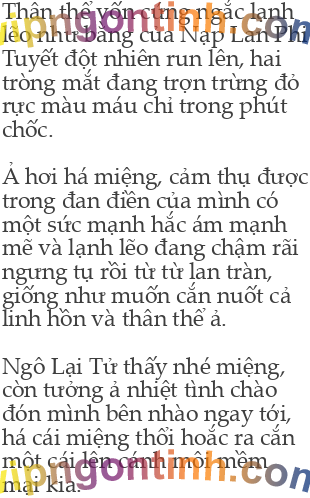 Thân thể vốn cứng ngắc lạnh
lẽo như băng của Nạp Lan Phi
Tuyết đột nhiên run lên, hai
tròng mắt đang trợn trừng đỏ
rực màu máu chỉ trong phút
chốc.
Ả hơi há miệng, cảm thụ được
trong đan điền của mình có
một sức mạnh hắc ám mạnh
mẽ và lạnh lẽo đang chậm rãi
ngưng tụ rồi từ từ lan tràn,
giống như muốn cắn nuốt cả
linh hồn và thân thể ả.
Ngô Lại Tử thấy nhé miệng,
còn tưởng ả nhiệt tình chào
đón mình bên nhào ngay tới,
há cái miệng thổi hoắc ra cắn
một cái lên cánh môi mềm
mại kia.
vipngontinh.com
vipngontinh.com